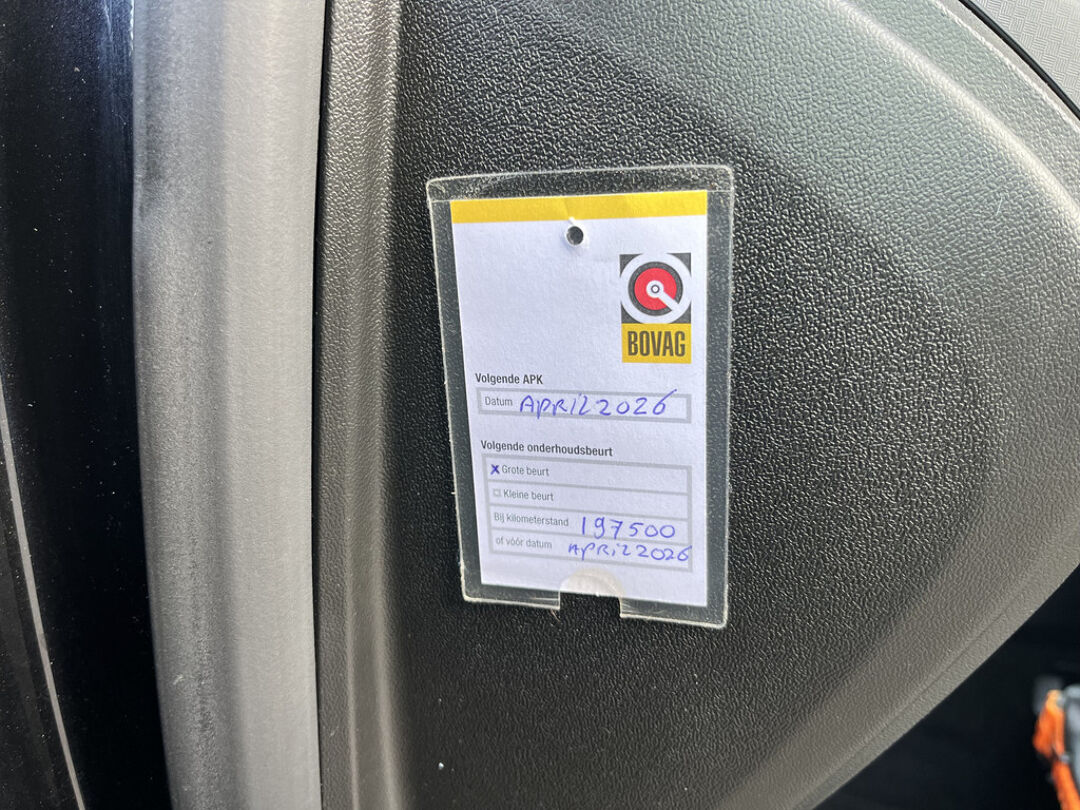 BOVAG
Volgende APK
Datum APRIL 2026
Volgende onderhoudsbeurt
X Grote beurt
Kleine beurt
Bij kilometerstand 197500
of vóór datum APRIL 2026